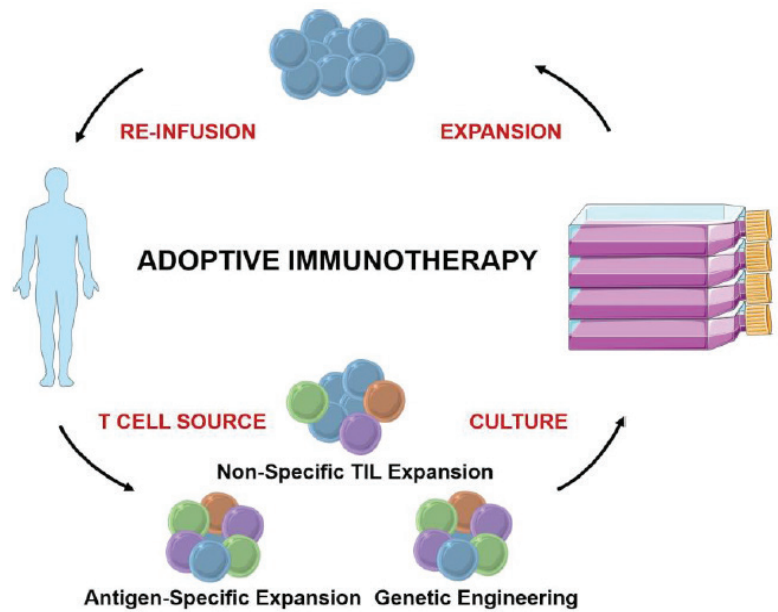 RE-INFUSION
EXPANSION
ADOPTIVE IMMUNOTHERAPY
T CELL SOURCE
CULTURE
Non-Specific TIL Expansion
Antigen-Specific Expansion
Genetic Engineering